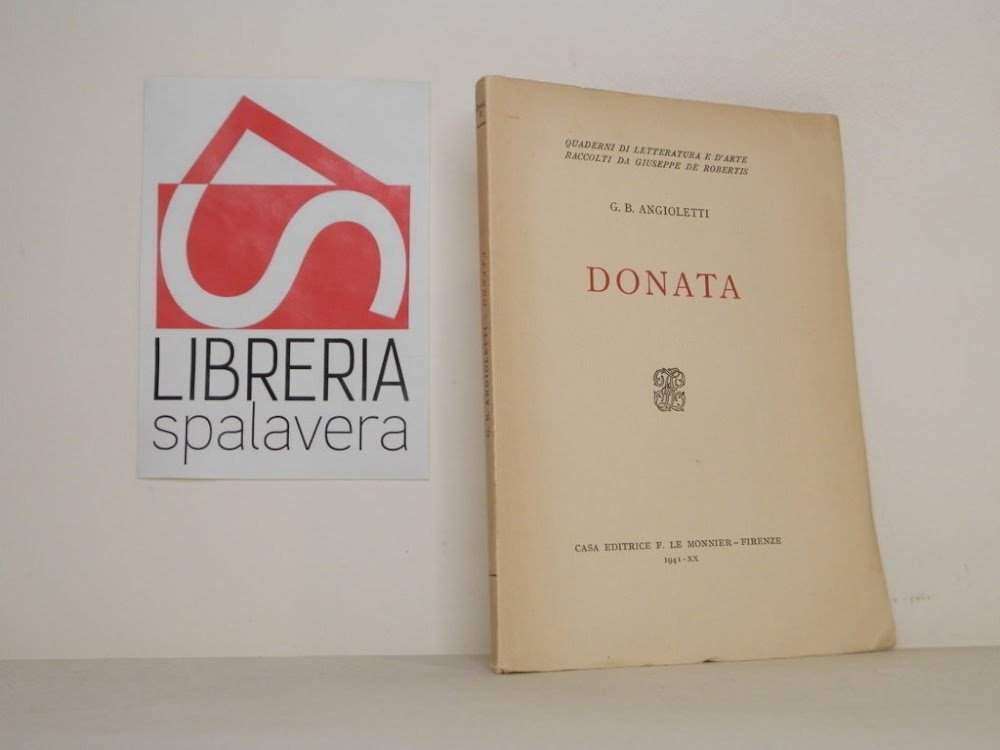 LIBRERIA
spalavera
QUADERNI DI LETTERATURA E D'ARTE
RACCOLTI DA GIUSEPPE DE ROBERTIS
G. B. ANGIOLETTI
DONATA
CASA EDITRICE F. LE MONNIER – FIRENZE
1941 - XX
G. B. ANGIOLETTI – DONATA